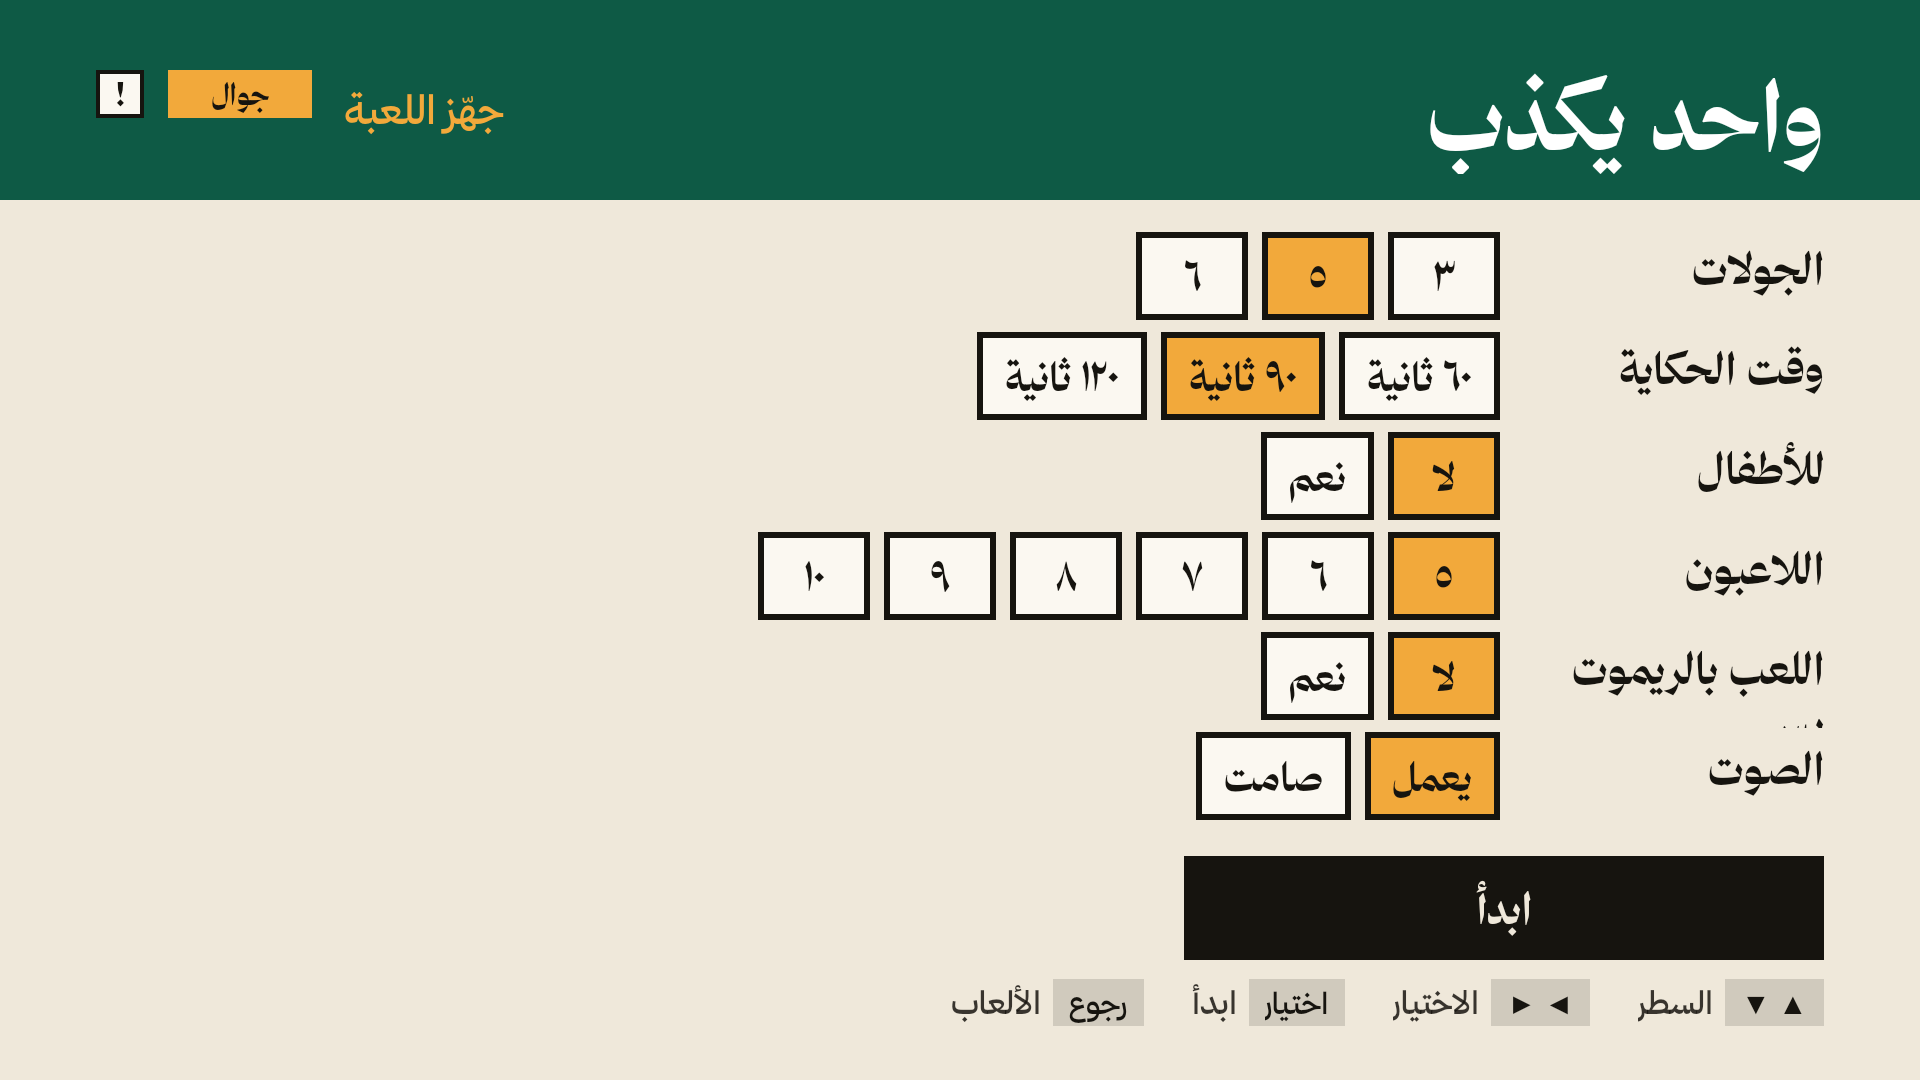 واحد يكذب
جهّز اللعبة
جوال
!
الجولات
٣ ٥ ٦
وقت الحكاية
٦٠ ثانية ٩٠ ثانية ١٢٠ ثانية
للأطفال
لا نعم
اللاعبون
٥ ٦ ٧ ٨ ٩ ١٠
اللعب بالريموت
لا نعم
الصوت
يعمل صامت
ابدأ
▲ ▼ السطر ◄ ► الاختيار اختيار ابدأ رجوع الألعاب